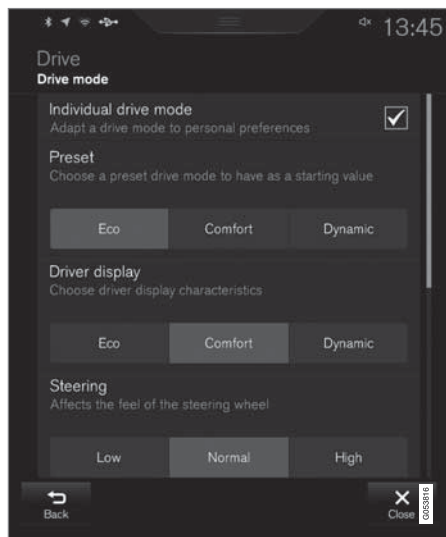 13:45
Drive
Drive mode
Individual drive mode
Adapt a drive mode to personal preferences
Preset
Choose a preset drive mode to have as a starting value
Eco Comfort Dynamic
Driver display
Choose driver display characteristics
Eco Comfort Dynamic
Steering
Affects the feel of the steering wheel
Low Normal High
Back Close
G053816